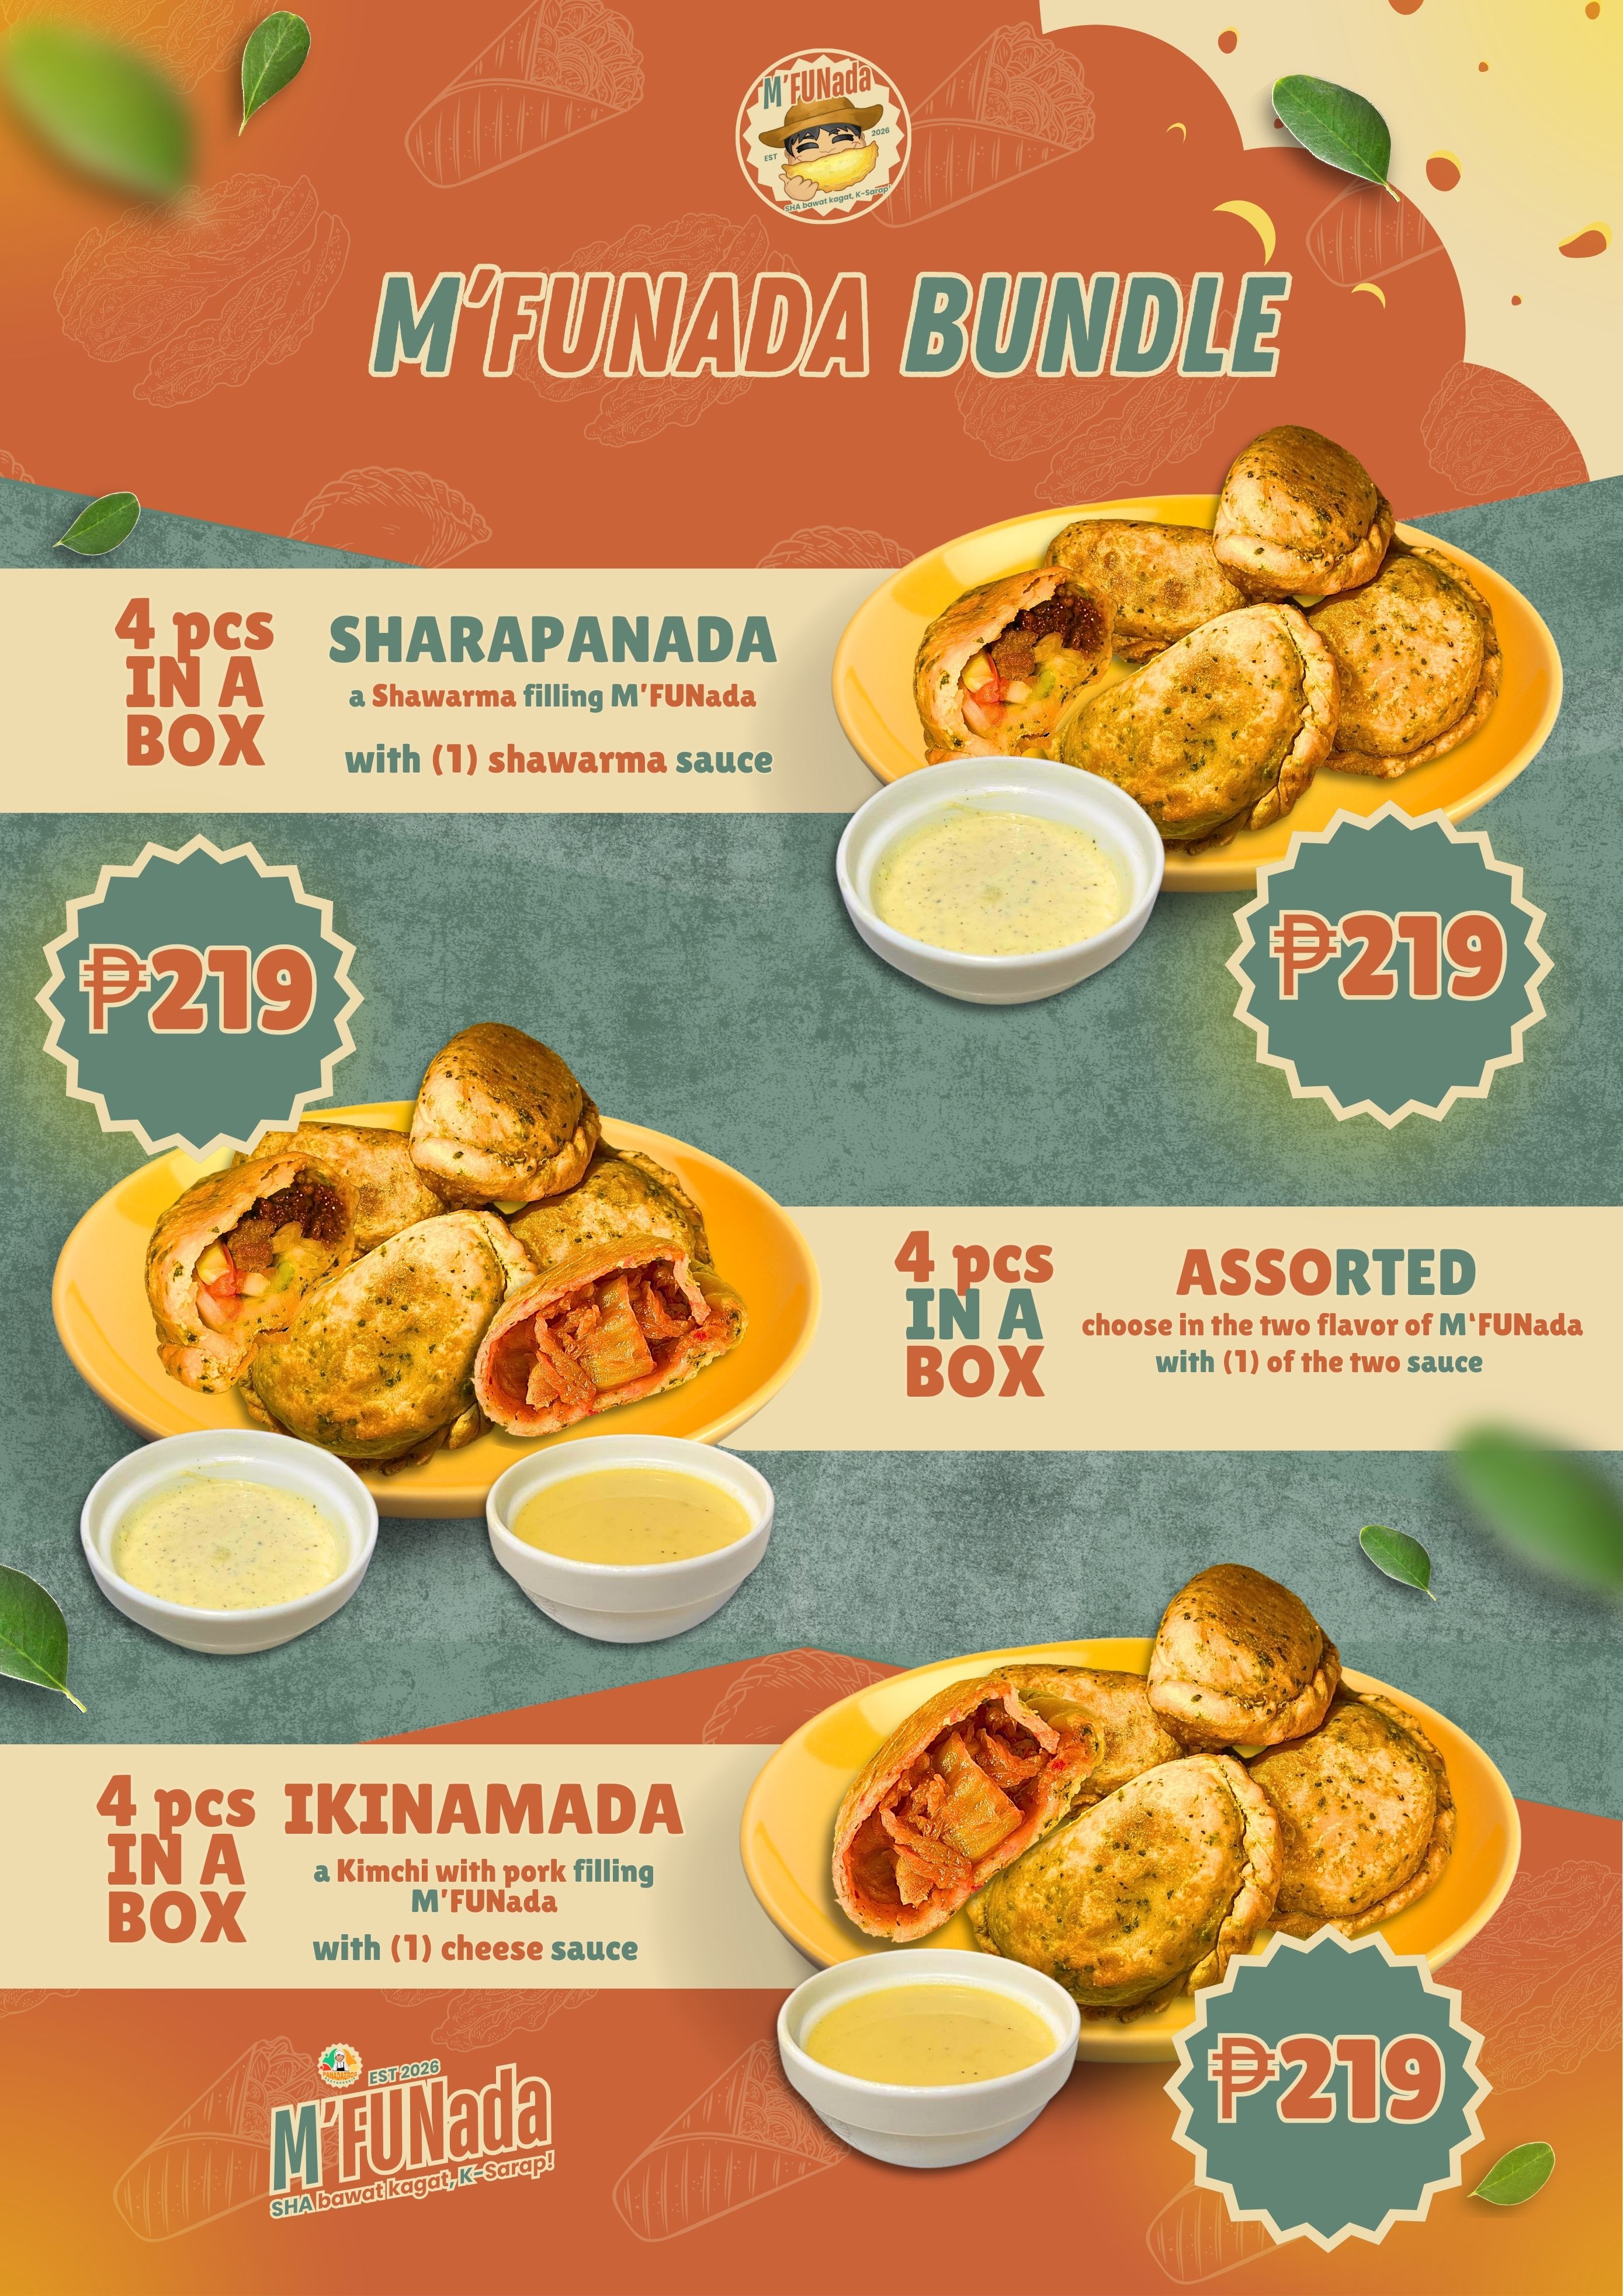 M'FUNada
EST
2026
SHA bawat kagat, K-Sarap!
M'FUNADA BUNDLE
4 pcs
IN A
BOX
SHARAPANADA
a Shawarma filling M'FUNada
with (1) shawarma sauce
₱219
₱219
4 pcs
IN A
BOX
ASSORTED
choose in the two flavor of M'FUNada
with (1) of the two sauce
4 pcs
IN A
BOX
IKINAMADA
a Kimchi with pork filling
M'FUNada
with (1) cheese sauce
₱219
EST 2026
M'FUNada
SHA bawat kagat, K-Sarap!